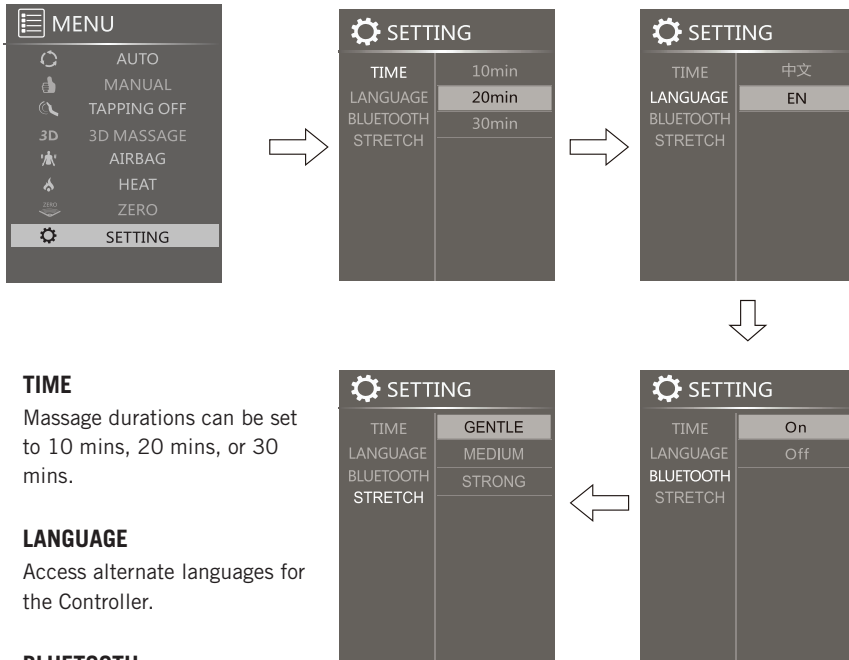 MENU
AUTO
MANUAL
TAPPING OFF
3D 3D MASSAGE
AIRBAG
HEAT
ZERO ZERO
SETTING
SETTING
TIME 10min
LANGUAGE 20min
BLUETOOTH 30min
STRETCH
SETTING
TIME 中文
LANGUAGE EN
BLUETOOTH
STRETCH
SETTING
TIME On
LANGUAGE Off
BLUETOOTH
STRETCH
SETTING
TIME GENTLE
LANGUAGE MEDIUM
BLUETOOTH STRONG
STRETCH
TIME
Massage durations can be set
to 10 mins, 20 mins, or 30
mins.
LANGUAGE
Access alternate languages for
the Controller.
BLUETOOTH